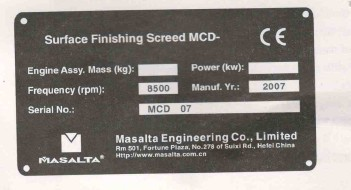 Surface Finishing Screed MCD- CE
Engine Assy. Mass (kg): Power (kw):
Frequency (rpm): 8500 Manuf. Yr.: 2007
Serial No.: MCD 07
MASALTA®
Masalta Engineering Co., Limited
Rm 501, Fortune Plaza, No.278 of Suixi Rd., Hefei China
Http://www.masalta.com.cn